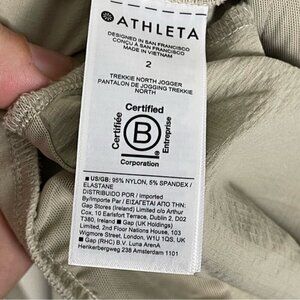 ATHLETA
DESIGNED IN SAN FRANCISCO
CONÇU À SAN FRANCISCO
MADE IN VIETNAM
2
TREKKIE NORTH JOGGER
PANTALON DE JOGGING TREKKIE
NORTH
Certified
Certifiée
B
Entreprise
Corporation
■ US/GB: 95% NYLON, 5% SPANDEX /
ELASTANE
DISTRIBUIDO POR / Imported
By/Importe Par / ΕΙΣΑΓΕΤΑΙ ΑΠΟ ΤΗΝ:
Gap Stores (Ireland) Limited c/o Arthur
Cox, 10 Earlsfort Terrace, Dublin 2, D02
T380, Ireland ■ Gap (UK Holdings)
Limited, 2nd Floor Nations House, 103
Wigmore Street, London, W1U 1QS, UK
■ Gap (RHC) B.V. Luna ArenA
Henkerbergweg 238 Amsterdam 1101